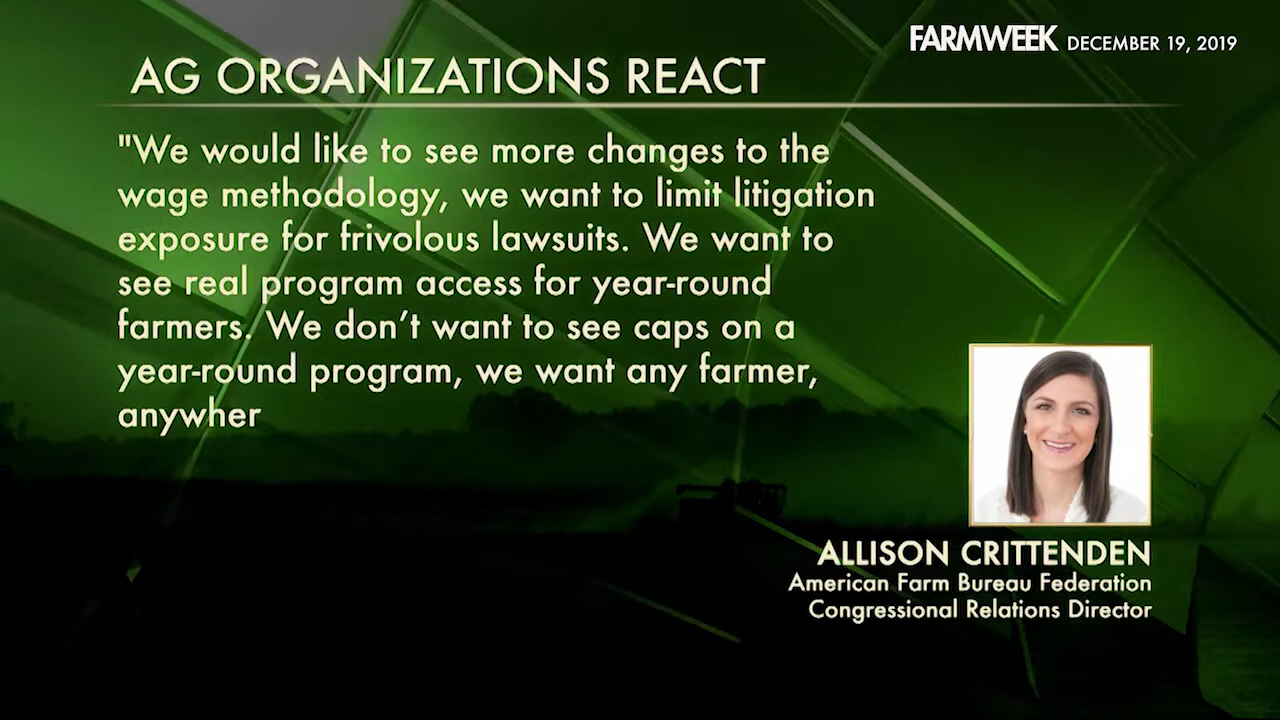 FARMWEEK DECEMBER 19, 2019
AG ORGANIZATIONS REACT
"We would like to see more changes to the
wage methodology, we want to limit litigation
exposure for frivolous lawsuits. We want to
see real program access for year-round
farmers. We don’t want to see caps on a
year-round program, we want any farmer,
anywher
ALLISON CRITTENDEN
American Farm Bureau Federation
Congressional Relations Director